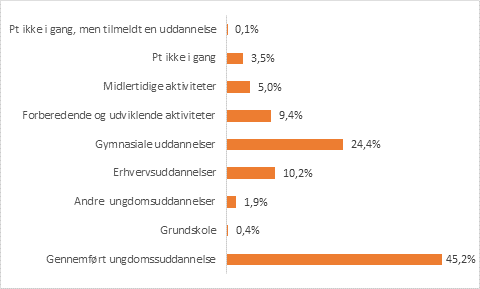 Pt ikke i gang, men tilmeldt en uddannelse 0,1%
Pt ikke i gang 3,5%
Midlertidige aktiviteter 5,0%
Forberedende og udviklende aktiviteter 9,4%
Gymnasiale uddannelser 24,4%
Erhvervsuddannelser 10,2%
Andre ungdomsuddannelser 1,9%
Grundskole 0,4%
Gennemført ungdomssuddannelse 45,2%